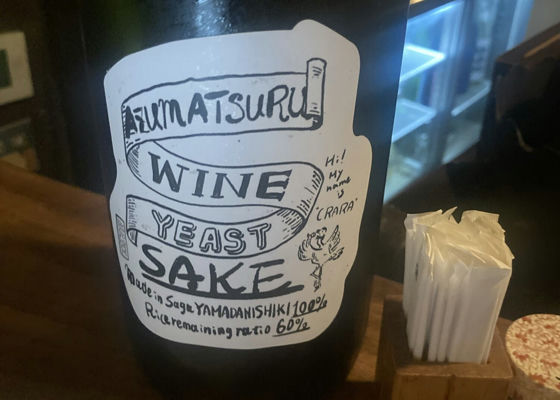 AZUMATSURU
WINE
YEAST
SAKE
Hi!
My
name
is
"CRARA"
Made in Saga YAMADANISHIKI 100%
Rice remaining ratio 60%